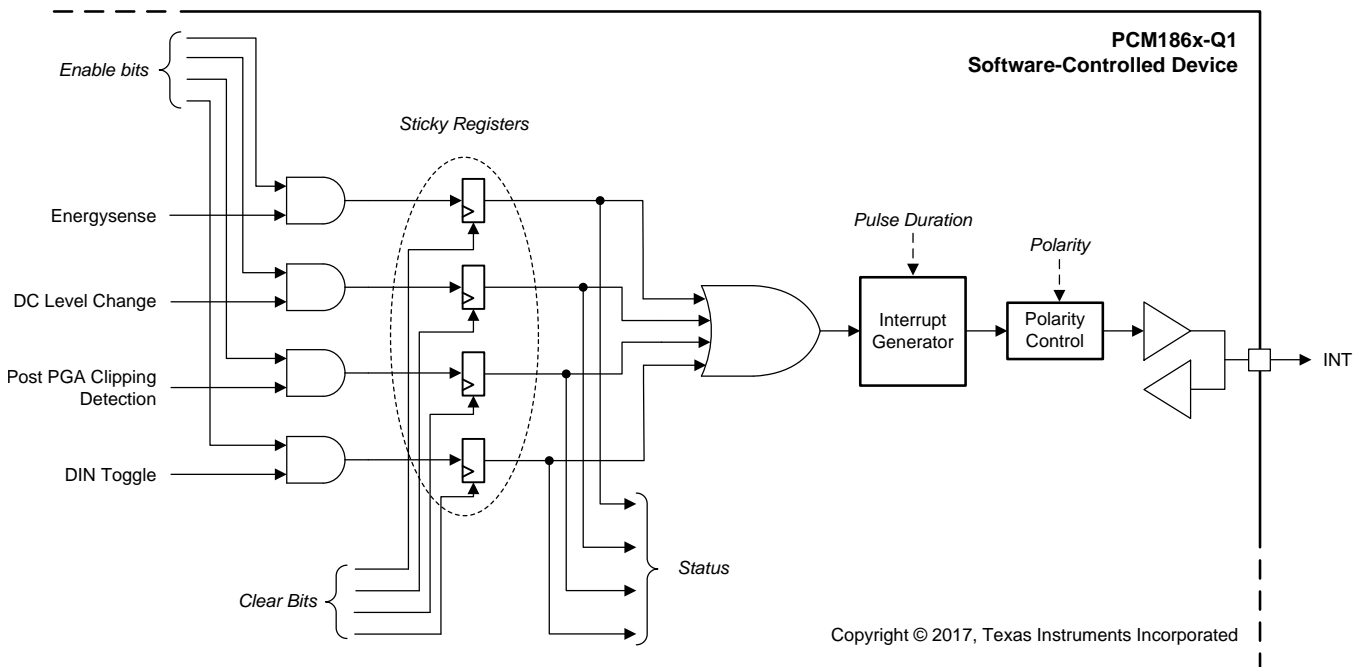 PCM186x-Q1
Software-Controlled Device
Enable bits
Sticky Registers
Energysense
Pulse Duration
Polarity
DC Level Change
Interrupt
Generator
Polarity
Control
INT
Post PGA Clipping
Detection
DIN Toggle
Status
Clear Bits
Copyright © 2017, Texas Instruments Incorporated